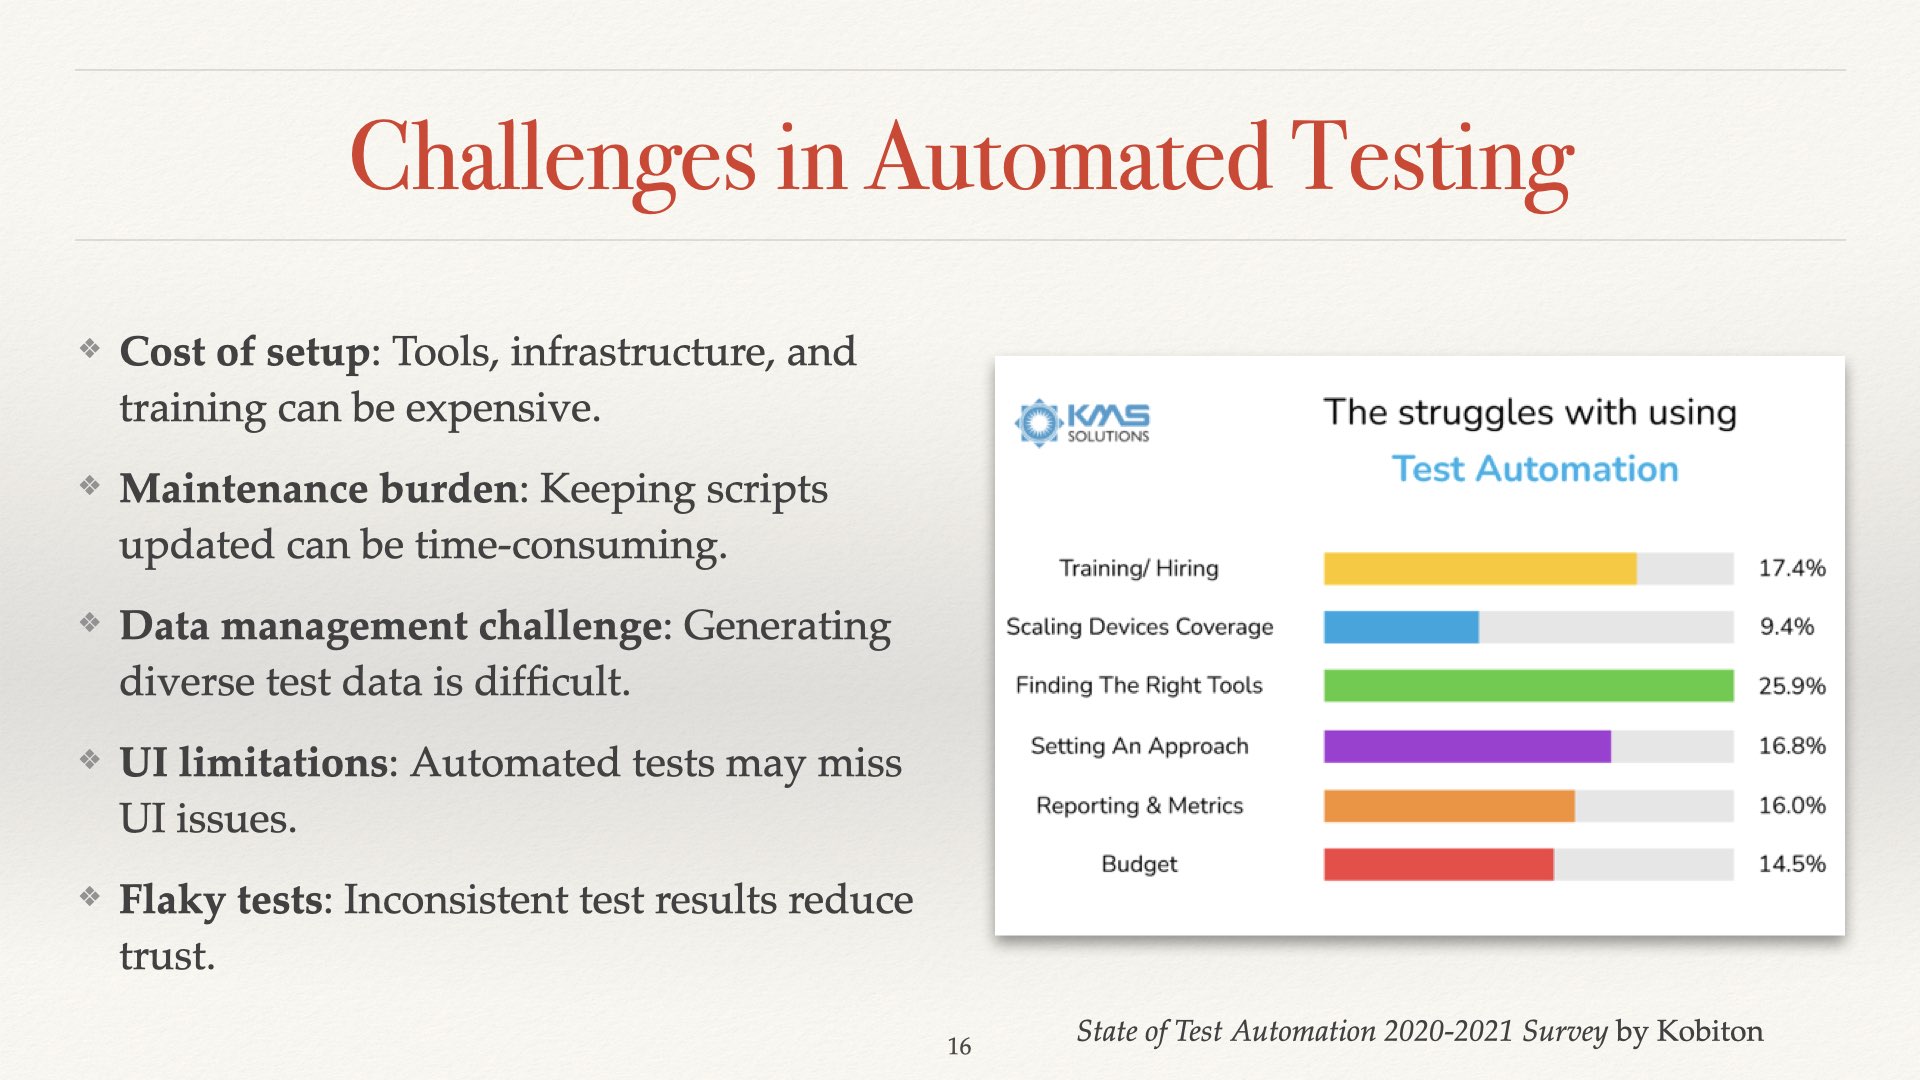 Challenges in Automated Testing
❖ Cost of setup: Tools, infrastructure, and
training can be expensive.
❖ Maintenance burden: Keeping scripts
updated can be time-consuming.
❖ Data management challenge: Generating
diverse test data is difficult.
❖ UI limitations: Automated tests may miss
UI issues.
❖ Flaky tests: Inconsistent test results reduce
trust.
KMS
SOLUTIONS
The struggles with using
Test Automation
Training/ Hiring 17.4%
Scaling Devices Coverage 9.4%
Finding The Right Tools 25.9%
Setting An Approach 16.8%
Reporting & Metrics 16.0%
Budget 14.5%
State of Test Automation 2020-2021 Survey by Kobiton
16